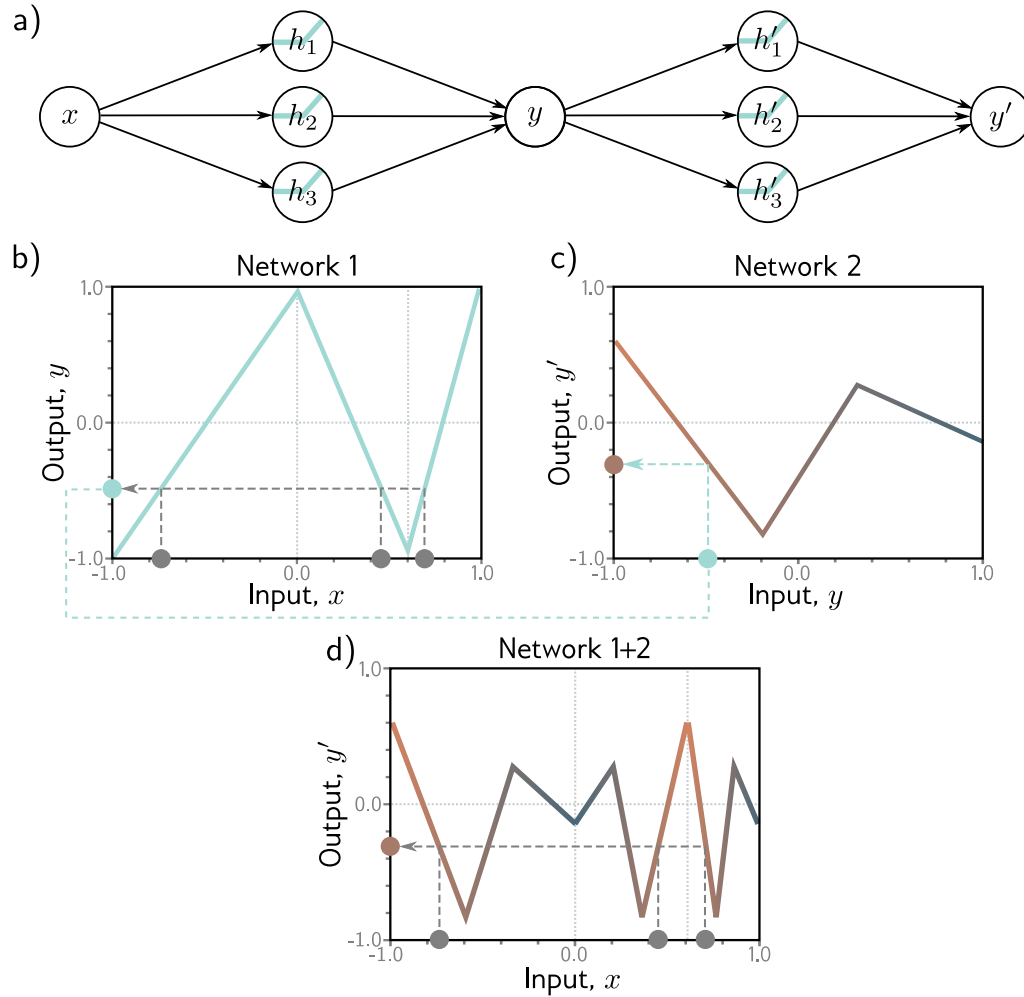 a)
h₁ h′₁
x h₂ y h′₂ y′
h₃ h′₃
b) c)
Network 1 Network 2
1.0 1.0
Output, y Output, y′
0.0 0.0
-1.0 -1.0
-1.0 0.0 1.0 -1.0 0.0 1.0
Input, x Input, y
d) Network 1+2
1.0
Output, y′
0.0
-1.0
-1.0 0.0 1.0
Input, x